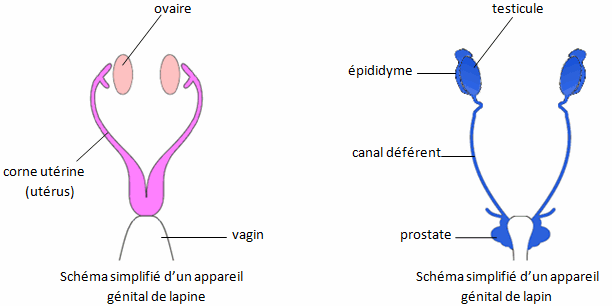 ovaire
corne utérine
(utérus)
vagin
Schéma simplifié d'un appareil
génital de lapine
testicule
épididyme
canal déférent
prostate
Schéma simplifié d'un appareil
génital de lapin